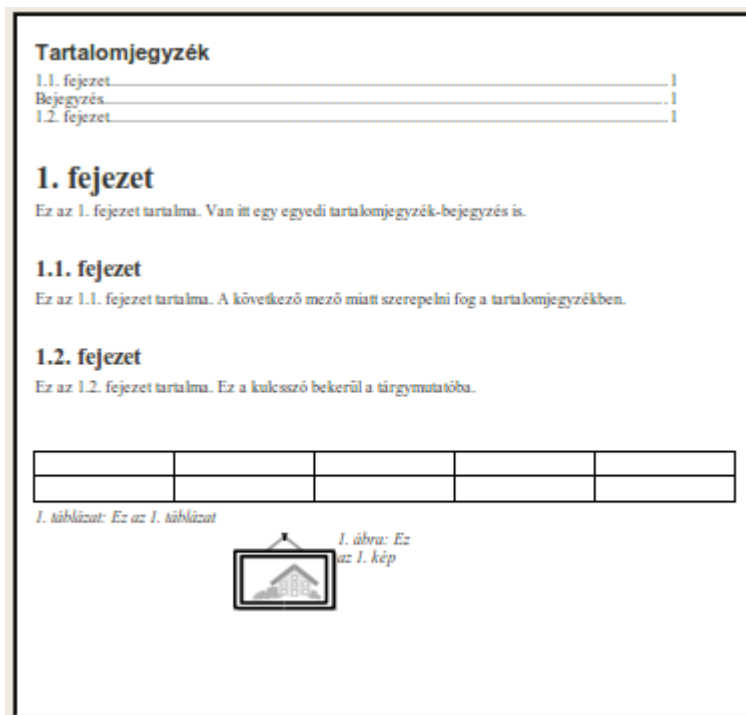 Tartalomjegyzék
1.1. fejezet 1
Bejegyzés 1
1.2. fejezet 1
1. fejezet
Ez az 1. fejezet tartalma. Van itt egy egyedi tartalomjegyzék-bejegyzés is.
1.1. fejezet
Ez az 1.1. fejezet tartalma. A következő mező miatt szerepelni fog a tartalomjegyzékben.
1.2. fejezet
Ez az 1.2. fejezet tartalma. Ez a kulcsszó bekerül a tárgymutatóba.
1. táblázat: Ez az 1. táblázat
1. ábra: Ez
az 1. kép